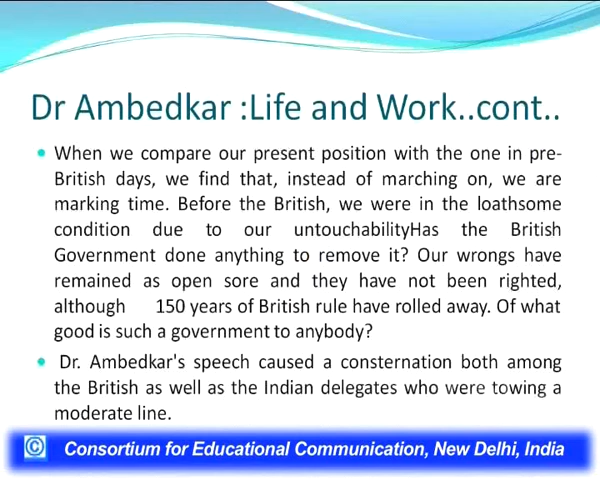 Dr Ambedkar :Life and Work..cont..
When we compare our present position with the one in pre-
British days, we find that, instead of marching on, we are
marking time. Before the British, we were in the loathsome
condition due to our untouchabilityHas the British
Government done anything to remove it? Our wrongs have
remained as open sore and they have not been righted,
although 150 years of British rule have rolled away. Of what
good is such a government to anybody?
Dr. Ambedkar's speech caused a consternation both among
the British as well as the Indian delegates who were towing a
moderate line.
© Consortium for Educational Communication, New Delhi, India